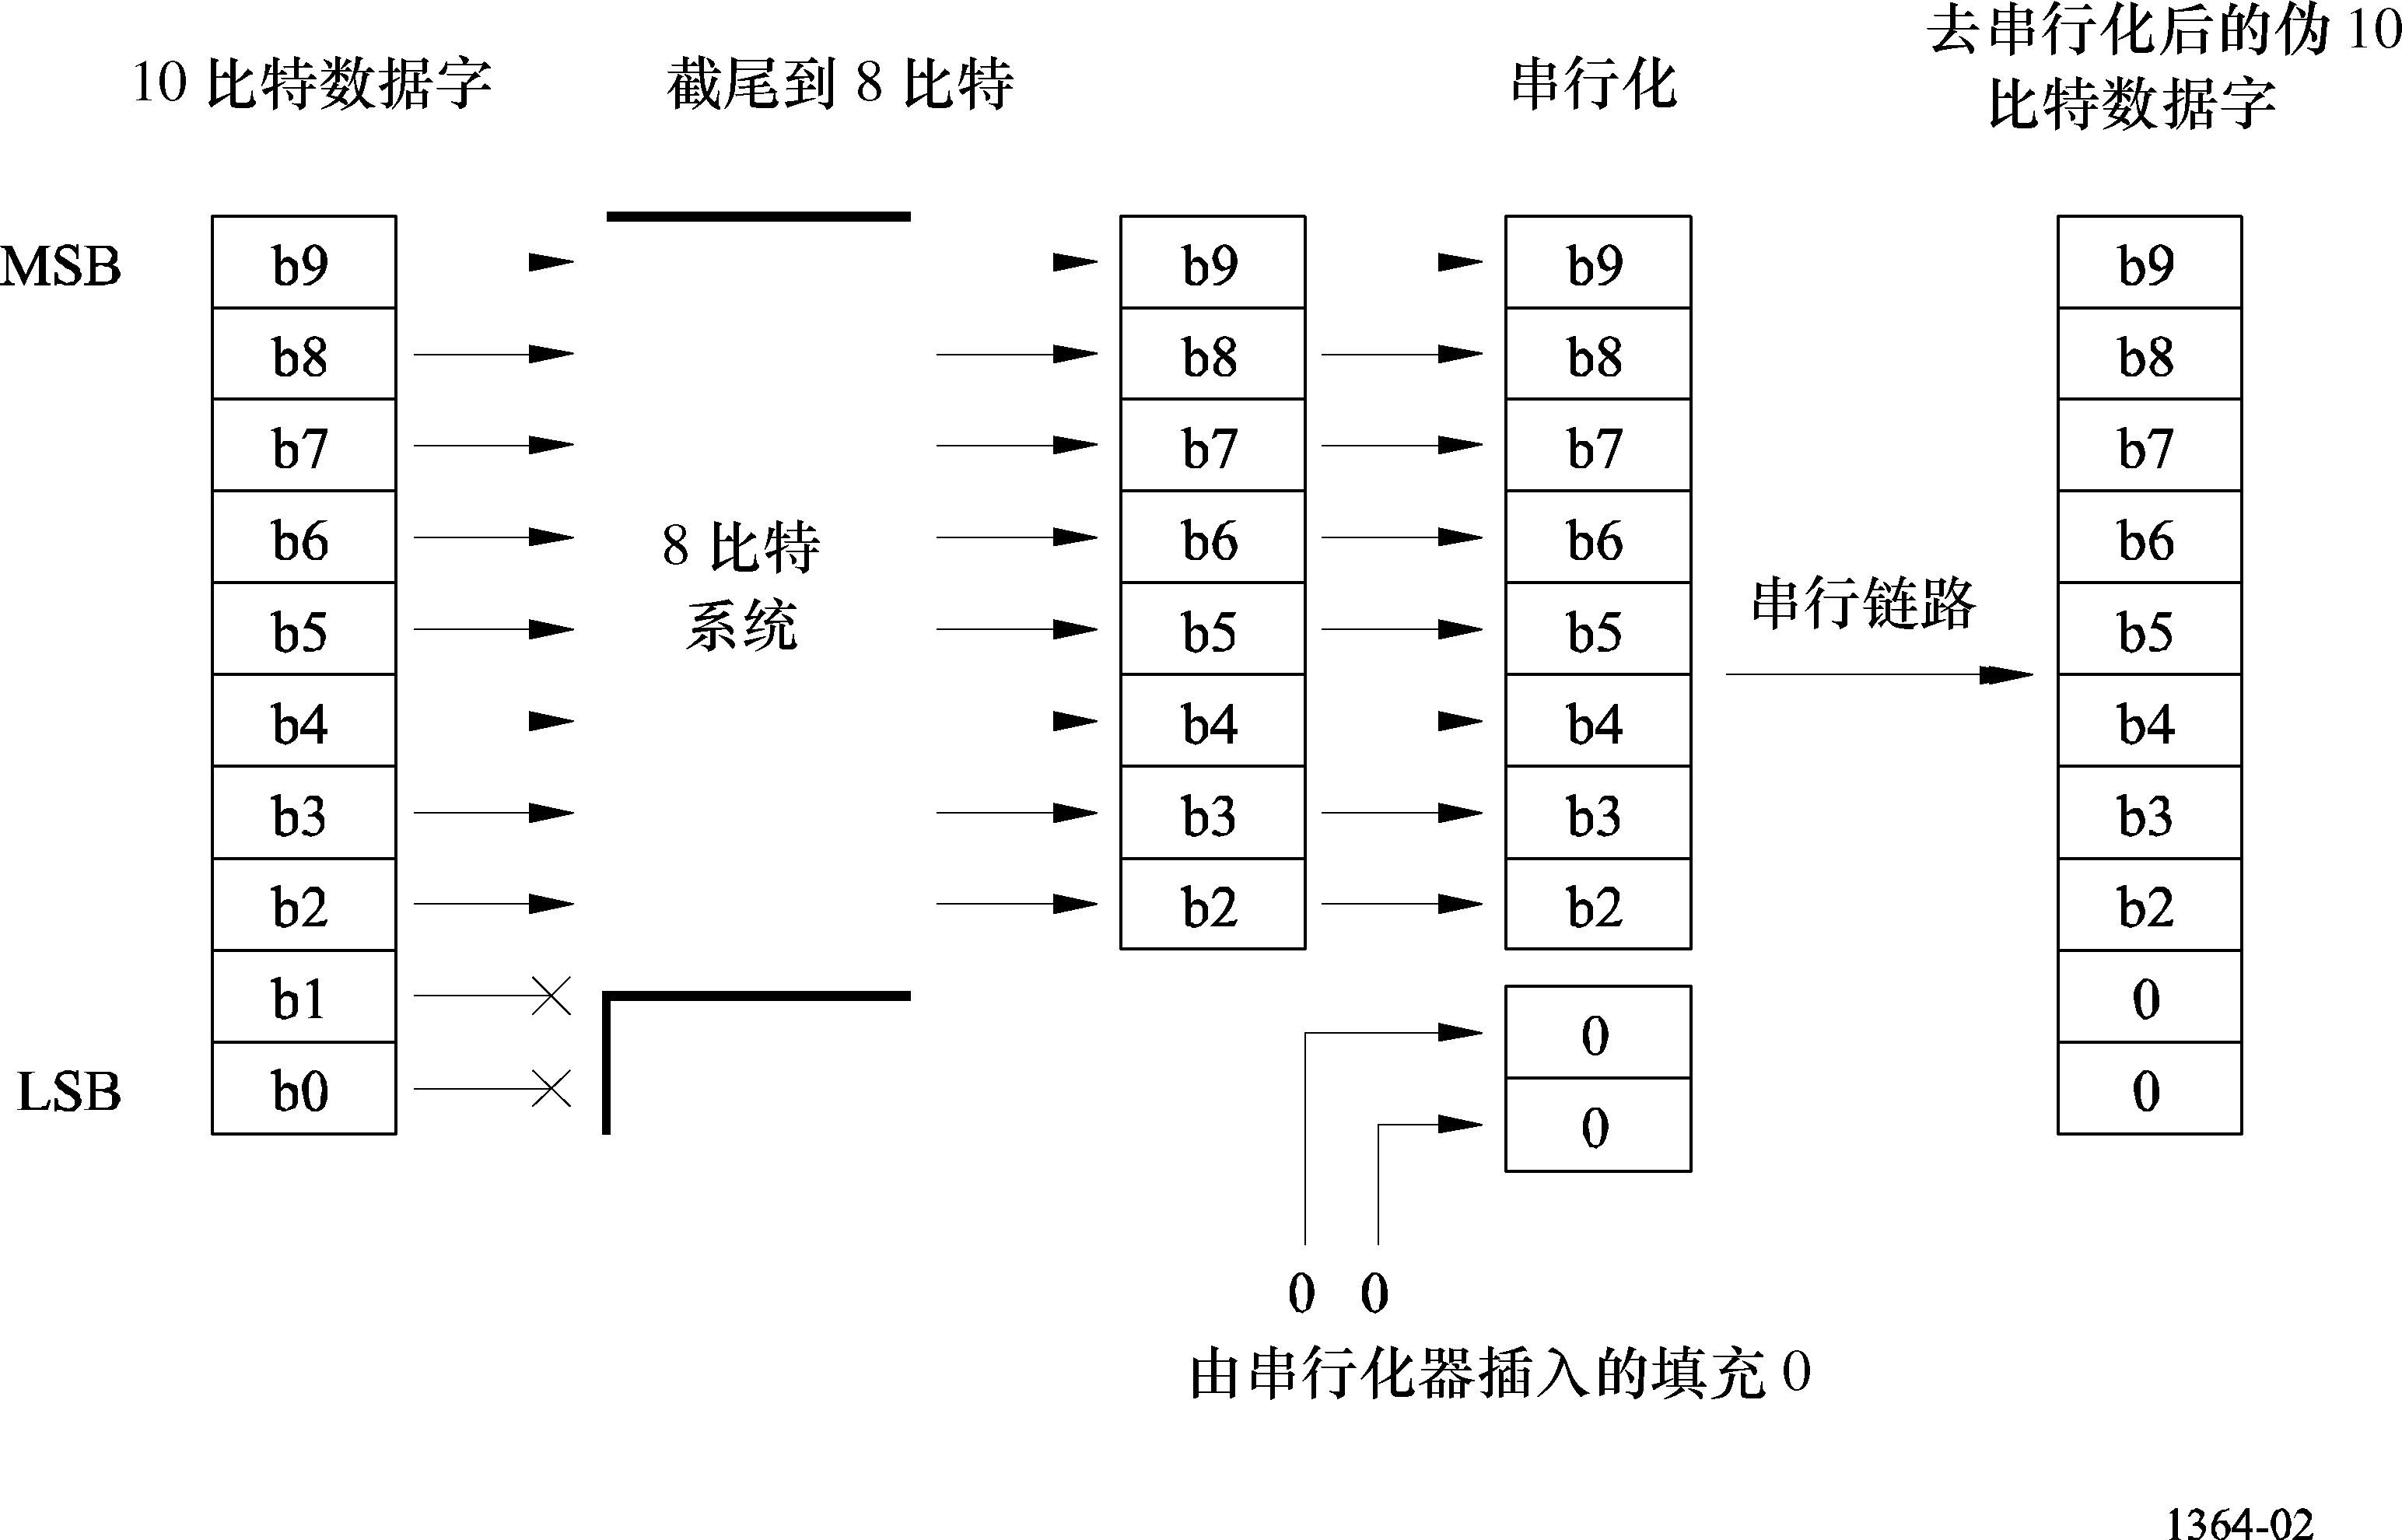 10 比特数据字
截尾到 8 比特
串行化
去串行化后的伪 10
比特数据字
MSB
b9
b9
b9
b9
b8
b8
b8
b8
b7
b7
b7
b7
b6
b6
b6
b6
8 比特
系统
b5
b5
b5
b5
串行链路
b4
b4
b4
b4
b3
b3
b3
b3
b2
b2
b2
b2
b1
0
0
LSB
b0
0
0
0 0
由串行化器插入的填充 0
1364-02